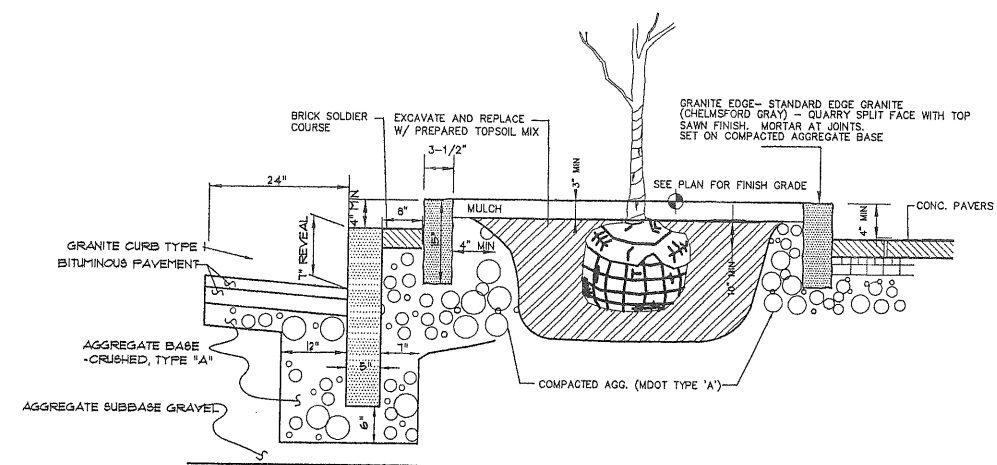 BRICK SOLDIER
COURSE
EXCAVATE AND REPLACE
W/ PREPARED TOPSOIL MIX
GRANITE EDGE- STANDARD EDGE GRANITE
(CHELMSFORD GRAY) - QUARRY SPLIT FACE WITH TOP
SAWN FINISH. MORTAR AT JOINTS.
SET ON COMPACTED AGGREGATE BASE
3-1/2"
3" MIN
24"
SEE PLAN FOR FINISH GRADE
4" MIN
8"
MULCH
4" MIN
CONC. PAVERS
7" REVEAL
4" MIN
10" MIN
GRANITE CURB TYPE
BITUMINOUS PAVEMENT
AGGREGATE BASE
-CRUSHED, TYPE "A"
12"
7"
5"
COMPACTED AGG. (MDOT TYPE 'A')
AGGREGATE SUBBASE GRAVEL
6"